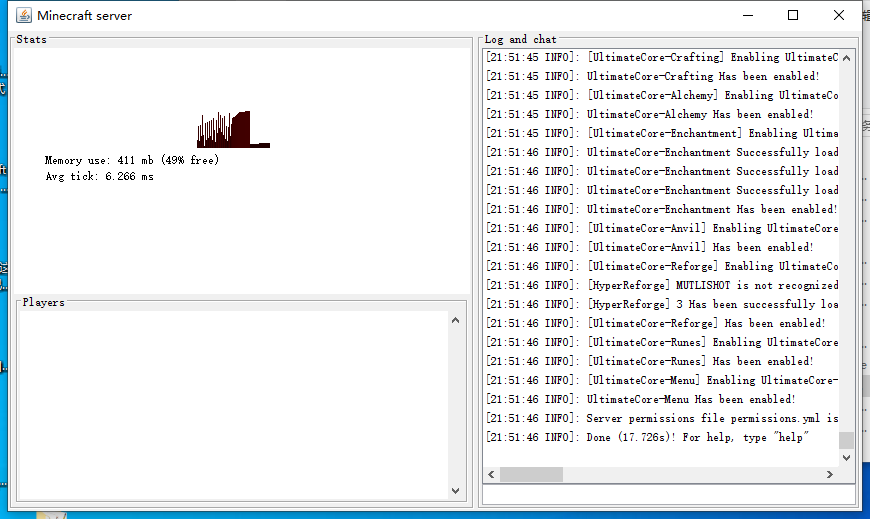 Minecraft server
Stats
Memory use: 411 mb (49% free)
Avg tick: 6.266 ms
Players
Log and chat
[21:51:45 INFO]: [UltimateCore-Crafting] Enabling UltimateC
[21:51:45 INFO]: UltimateCore-Crafting Has been enabled!
[21:51:45 INFO]: [UltimateCore-Alchemy] Enabling UltimateCo
[21:51:45 INFO]: UltimateCore-Alchemy Has been enabled!
[21:51:45 INFO]: [UltimateCore-Enchantment] Enabling Ultima
[21:51:46 INFO]: UltimateCore-Enchantment Successfully load
[21:51:46 INFO]: UltimateCore-Enchantment Successfully load
[21:51:46 INFO]: UltimateCore-Enchantment Successfully load
[21:51:46 INFO]: UltimateCore-Enchantment Has been enabled!
[21:51:46 INFO]: [UltimateCore-Anvil] Enabling UltimateCore
[21:51:46 INFO]: [UltimateCore-Anvil] Has been enabled!
[21:51:46 INFO]: [UltimateCore-Reforge] Enabling UltimateCo
[21:51:46 INFO]: [HyperReforge] MUTLISHOT is not recognized
[21:51:46 INFO]: [HyperReforge] 3 Has been successfully loa
[21:51:46 INFO]: [UltimateCore-Reforge] Has been enabled!
[21:51:46 INFO]: [UltimateCore-Runes] Enabling UltimateCore
[21:51:46 INFO]: [UltimateCore-Runes] Has been enabled!
[21:51:46 INFO]: [UltimateCore-Menu] Enabling UltimateCore-
[21:51:46 INFO]: UltimateCore-Menu Has been enabled!
[21:51:46 INFO]: Server permissions file permissions.yml is
[21:51:46 INFO]: Done (17.726s)! For help, type "help"